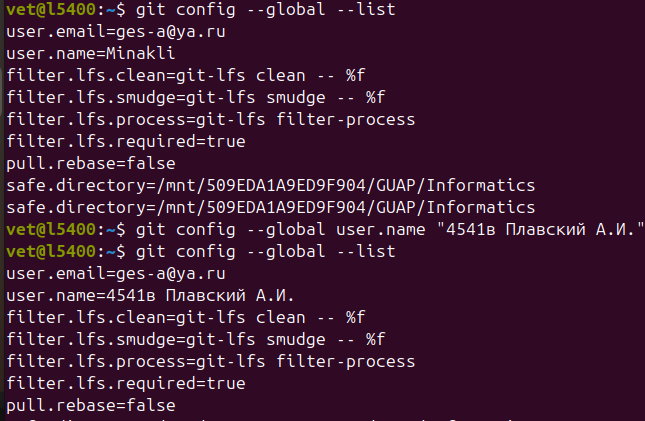 vet@l5400:~$ git config --global --list
user.email=ges-a@ya.ru
user.name=Minakli
filter.lfs.clean=git-lfs clean -- %f
filter.lfs.smudge=git-lfs smudge -- %f
filter.lfs.process=git-lfs filter-process
filter.lfs.required=true
pull.rebase=false
safe.directory=/mnt/509EDA1A9ED9F904/GUAP/Informatics
safe.directory=/mnt/509EDA1A9ED9F904/GUAP/Informatics
vet@l5400:~$ git config --global user.name "4541в Плавский А.И."
vet@l5400:~$ git config --global --list
user.email=ges-a@ya.ru
user.name=4541в Плавский А.И.
filter.lfs.clean=git-lfs clean -- %f
filter.lfs.smudge=git-lfs smudge -- %f
filter.lfs.process=git-lfs filter-process
filter.lfs.required=true
pull.rebase=false